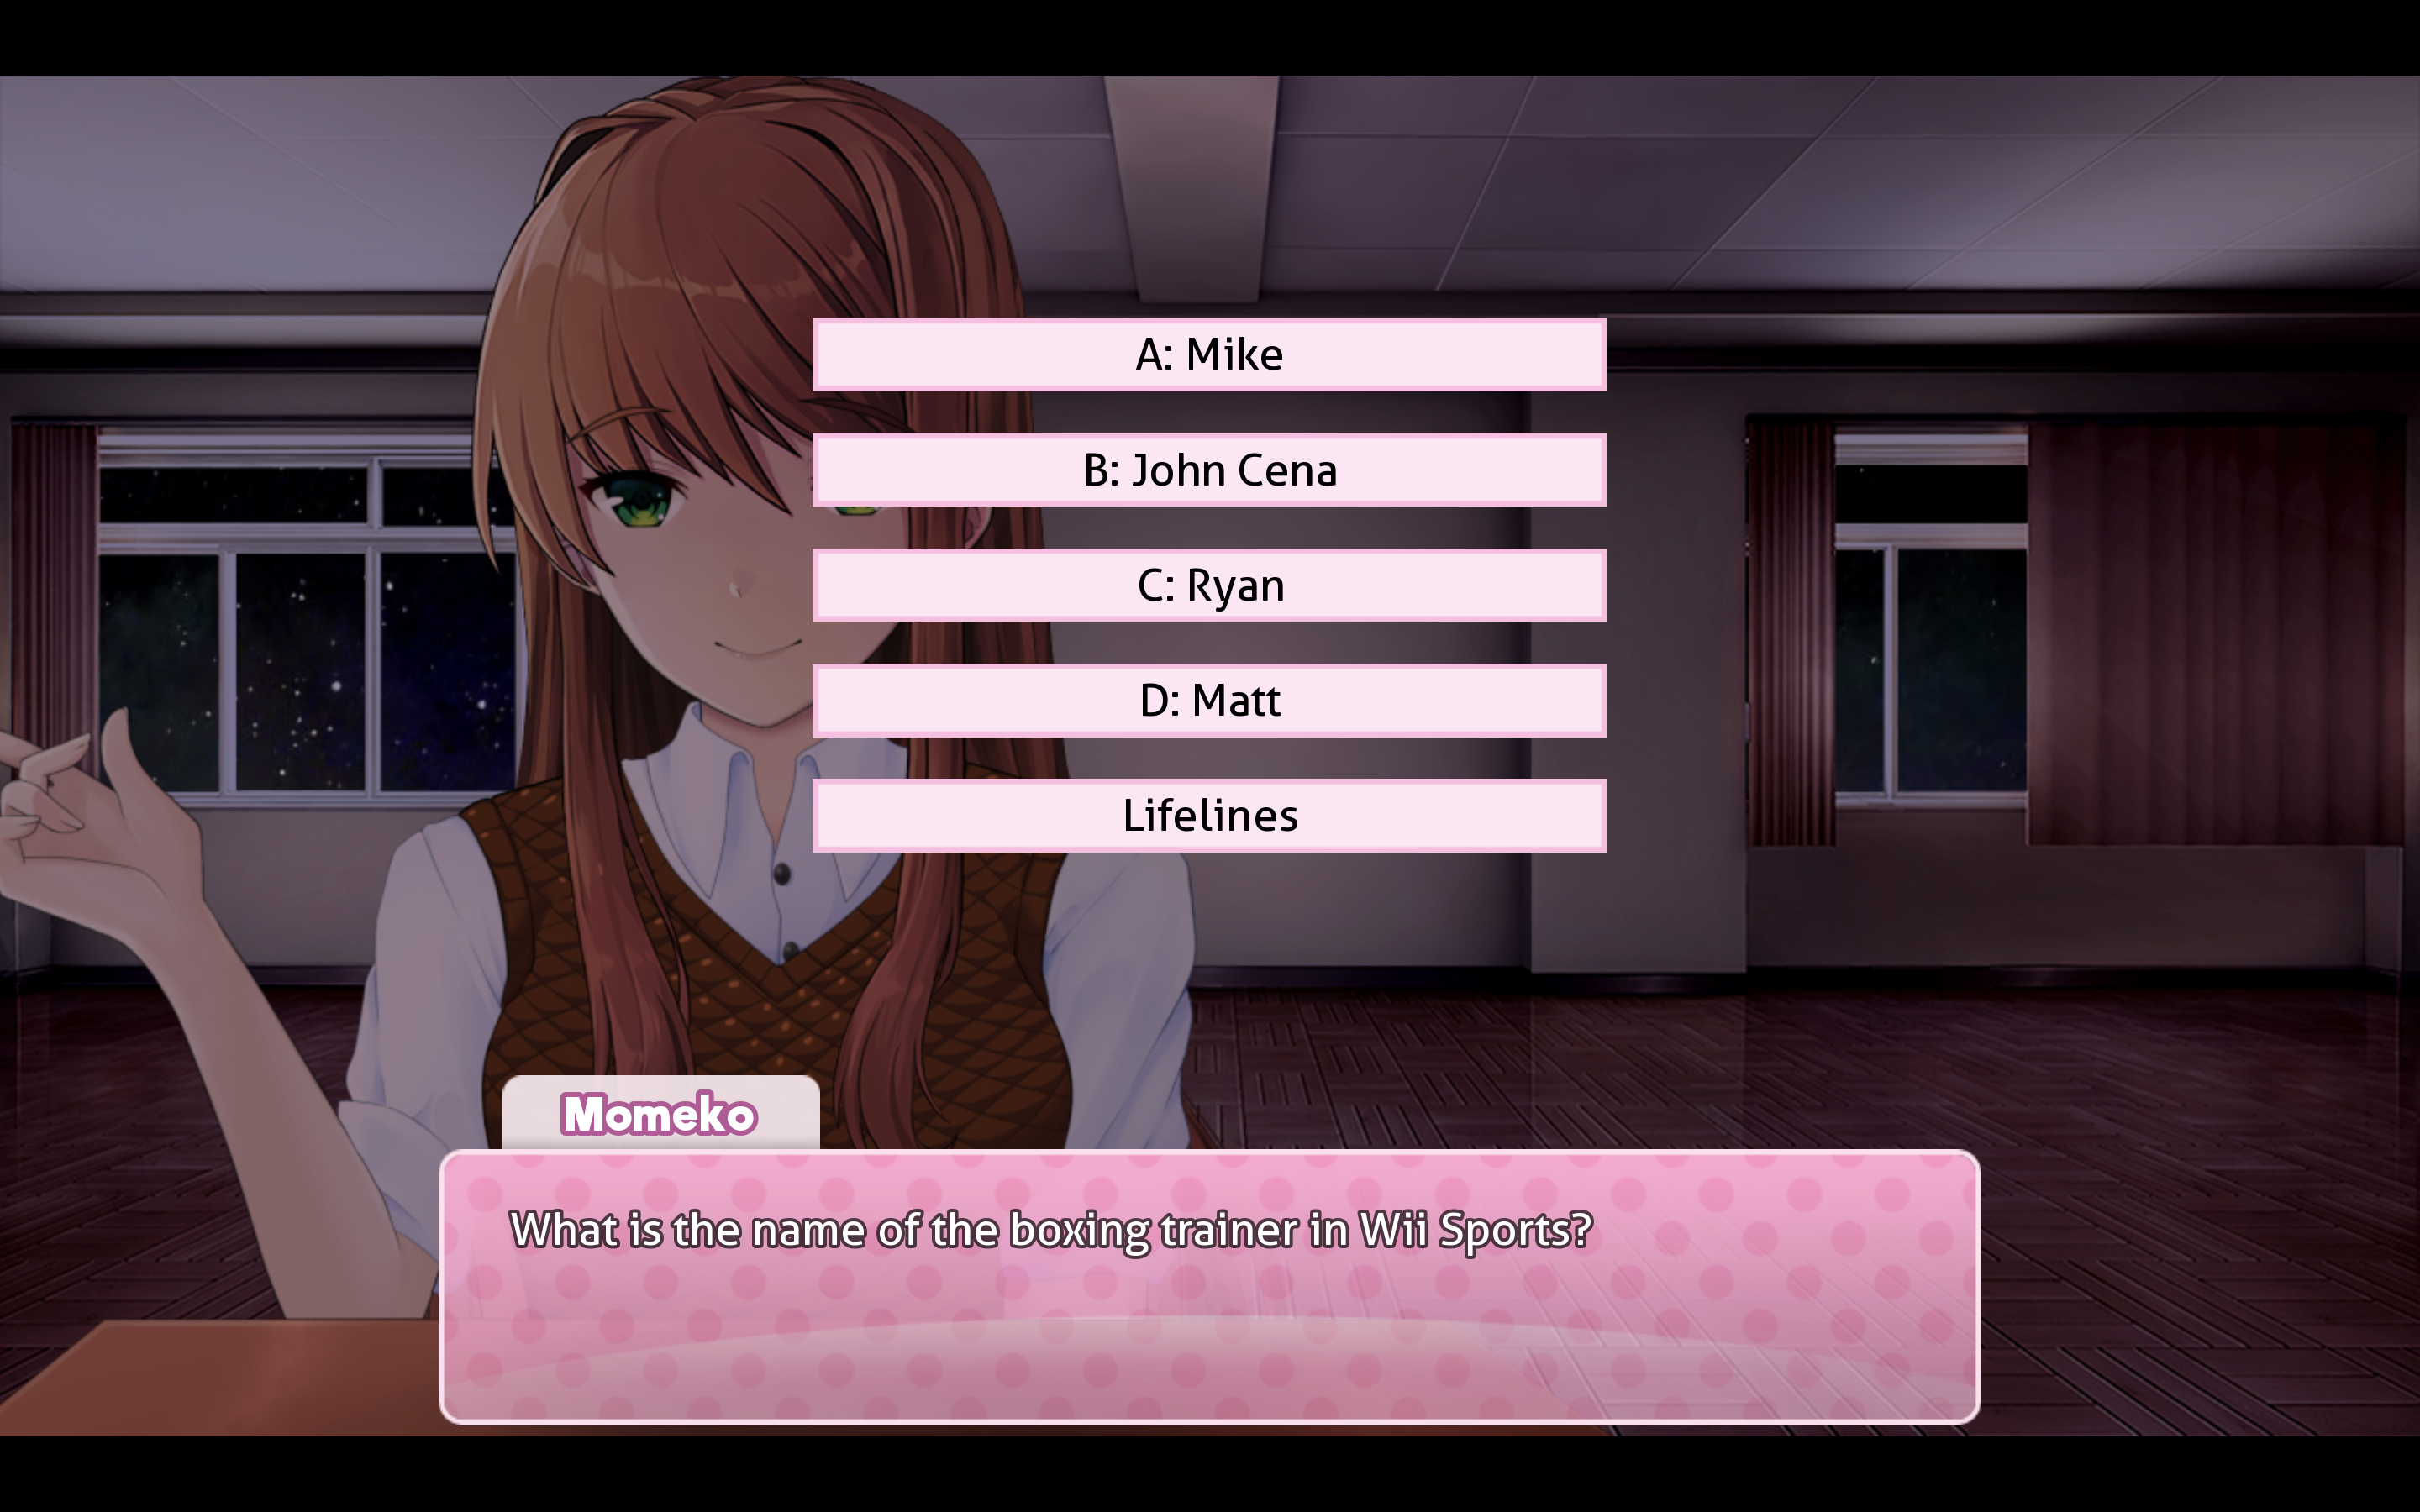 A: Mike
B: John Cena
C: Ryan
D: Matt
Lifelines
Momeko
What is the name of the boxing trainer in Wii Sports?